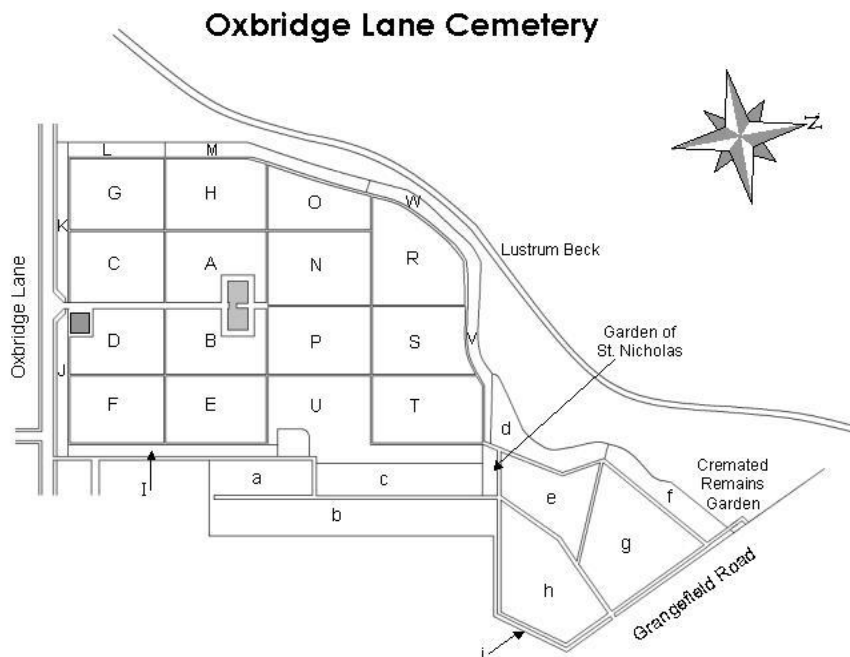 Oxbridge Lane Cemetery
N
L
M
G
H
O
W
K
R
C
A
N
Lustrum Beck
Oxbridge Lane
Garden of
St. Nicholas
D
B
P
S
V
J
F
E
U
T
d
I
a
c
e
f
Cremated
Remains
Garden
b
g
h
Grangefield Road
i